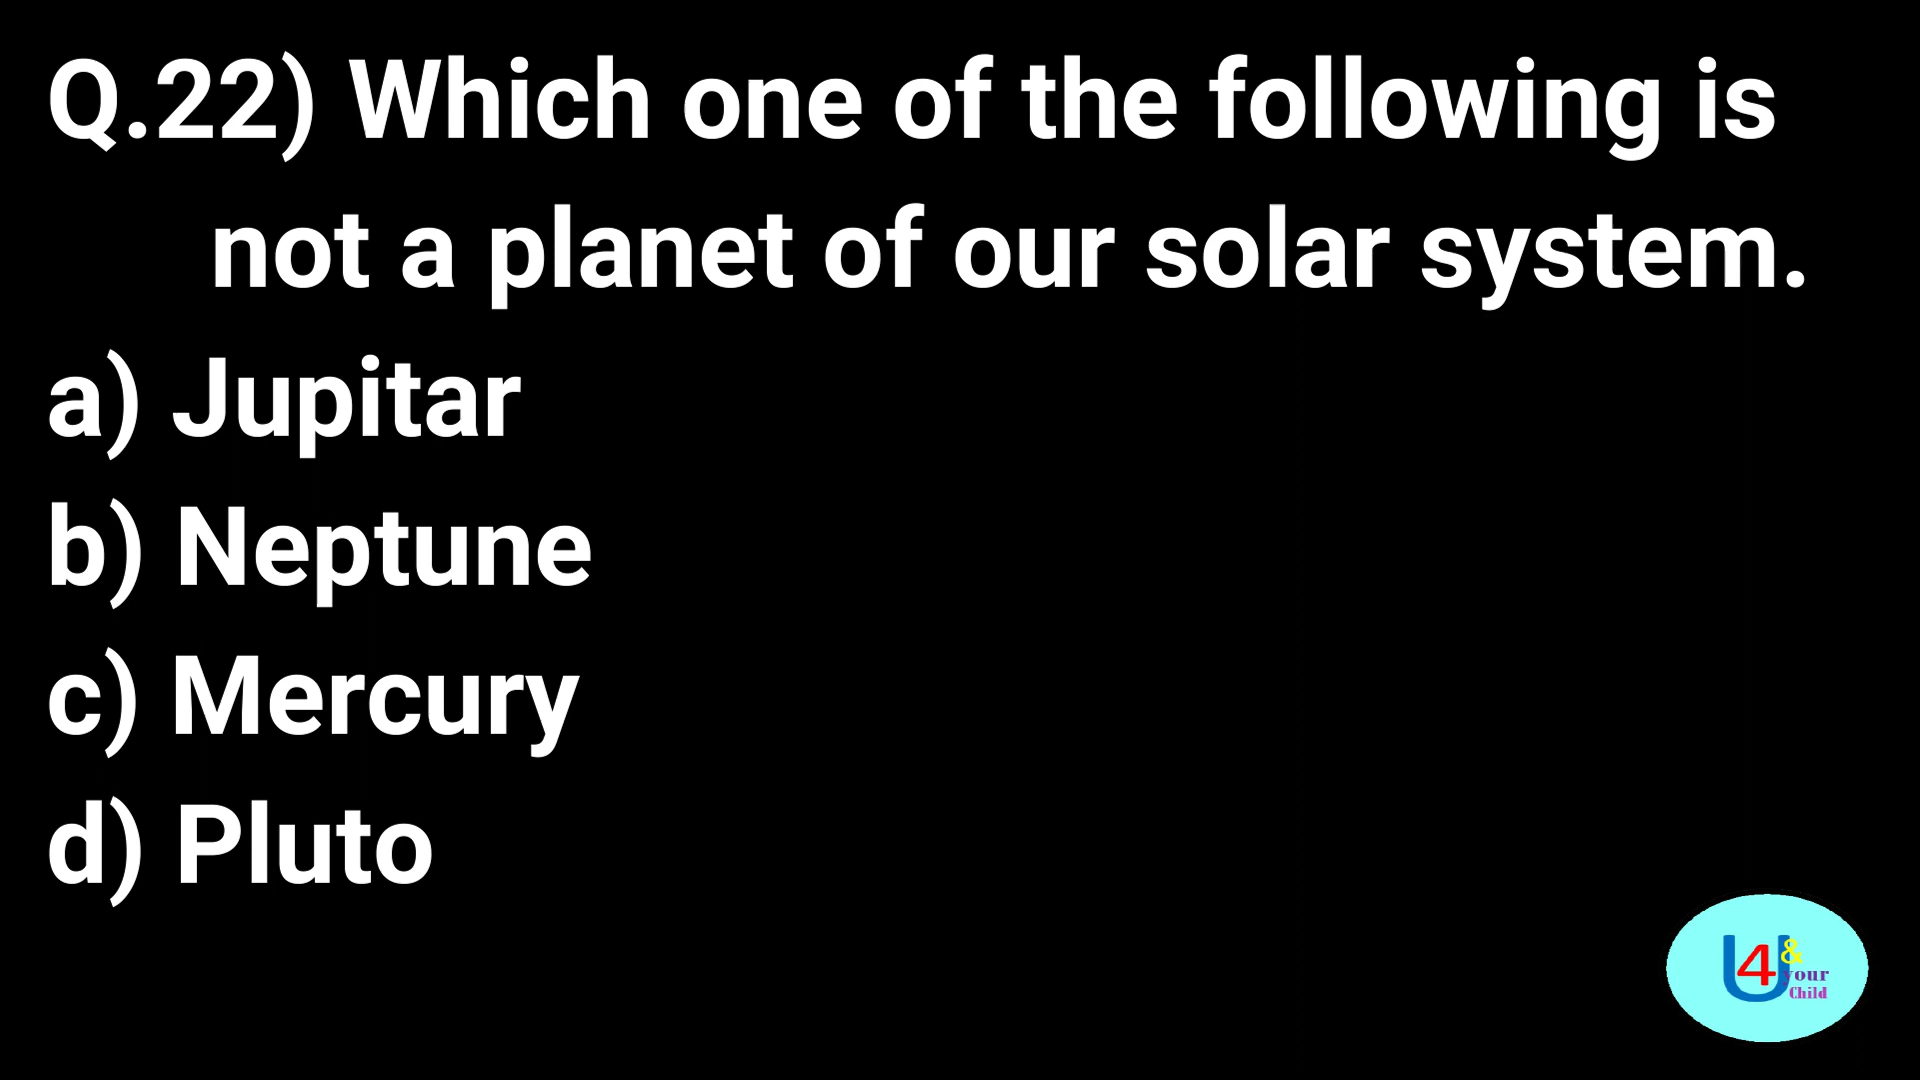 Q.22) Which one of the following is
not a planet of our solar system.
a) Jupitar
b) Neptune
c) Mercury
d) Pluto
U4 &
your
Child